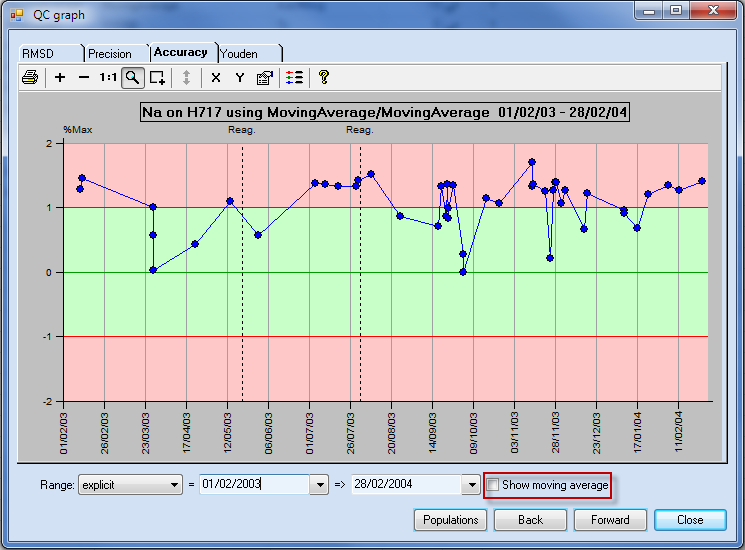 QC graph
RMSD Precision Accuracy Youden
1:1 X Y ?
Na on H717 using MovingAverage/MovingAverage 01/02/03 - 28/02/04
%Max Reag. Reag.
2
1
0
-1
-2
01/02/03 26/02/03 23/03/03 17/04/03 12/05/03 06/06/03 01/07/03 26/07/03 20/08/03 14/09/03 09/10/03 03/11/03 28/11/03 23/12/03 17/01/04 11/02/04
Range: explicit = 01/02/2003 => 28/02/2004 Show moving average
Populations Back Forward Close